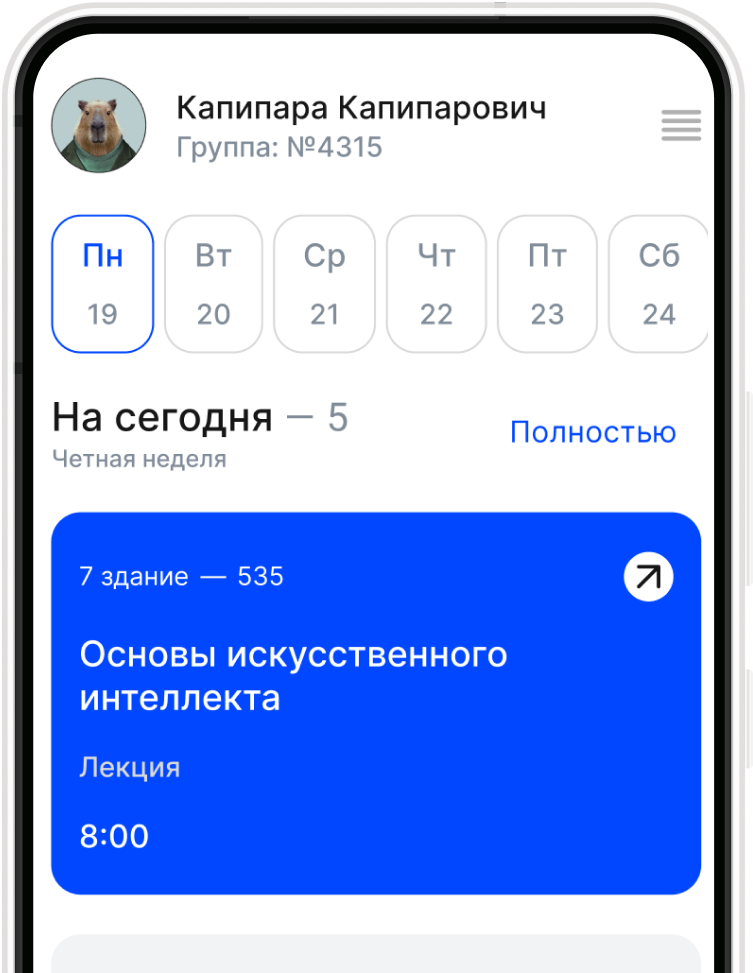 Капипара Капипарович
Группа: №4315
Пн Вт Ср Чт Пт Сб
19 20 21 22 23 24
На сегодня — 5
Полностью
Четная неделя
7 здание — 535
Основы искусственного
интеллекта
Лекция
8:00